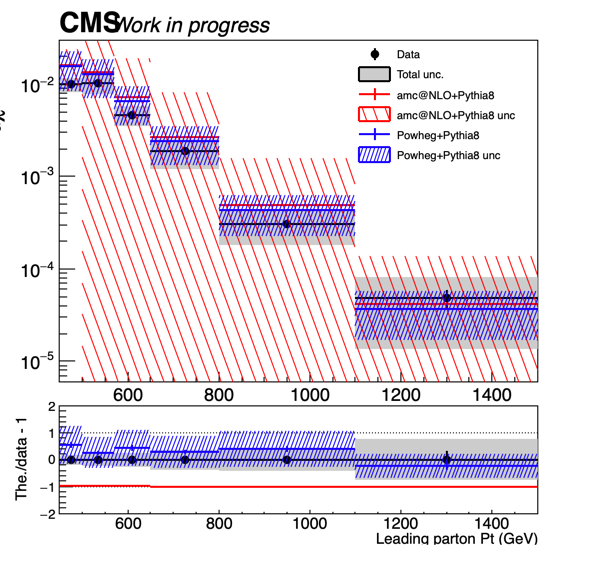 CMS Work in progress
Data
Total unc.
amc@NLO+Pythia8
amc@NLO+Pythia8 unc
Powheg+Pythia8
Powheg+Pythia8 unc
10−2
10−3
10−4
10−5
600 800 1000 1200 1400
The./data - 1
2
1
0
−1
−2
600 800 1000 1200 1400
Leading parton Pt (GeV)